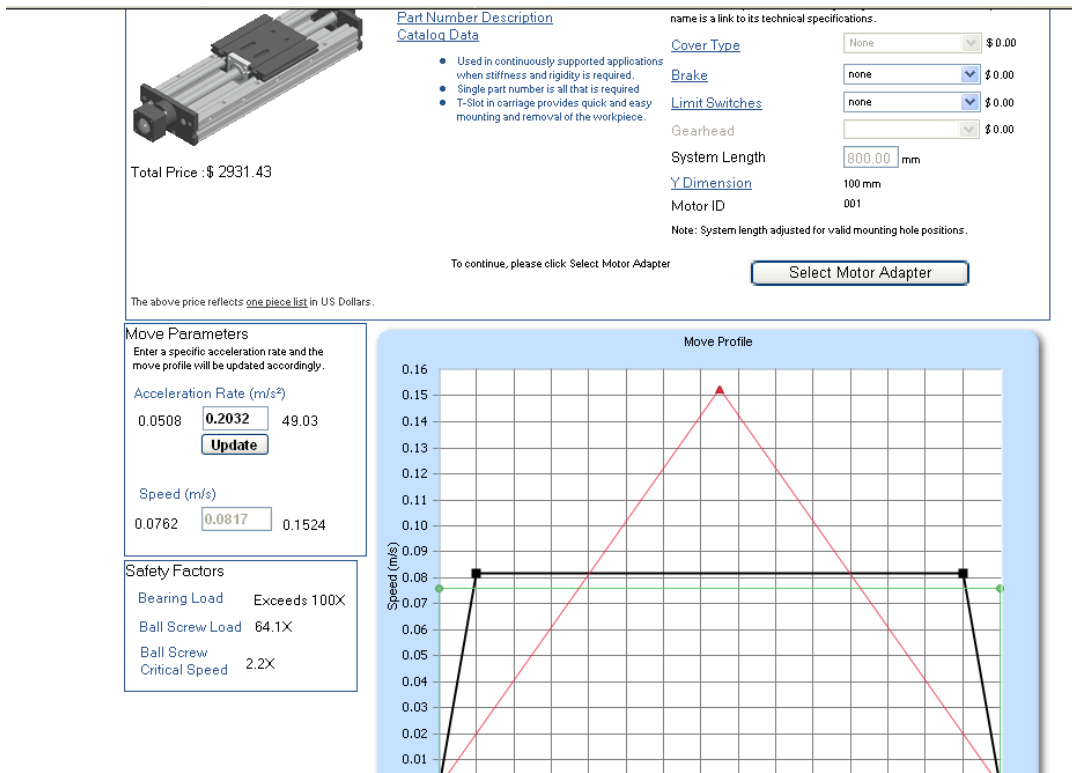 Part Number Description
Catalog Data
Used in continuously supported applications
when stiffness and rigidity is required.
Single part number is all that is required
T-Slot in carriage provides quick and easy
mounting and removal of the workpiece.
Total Price :$ 2931.43
name is a link to its technical specifications.
Cover Type None $ 0.00
Brake none $ 0.00
Limit Switches none $ 0.00
Gearhead $ 0.00
System Length 800.00 mm
Y Dimension 100 mm
Motor ID 001
Note: System length adjusted for valid mounting hole positions.
To continue, please click Select Motor Adapter
Select Motor Adapter
The above price reflects one piece list in US Dollars.
Move Parameters
Enter a specific acceleration rate and the
move profile will be updated accordingly.
Acceleration Rate (m/s²)
0.0508 0.2032 49.03
Update
Speed (m/s)
0.0762 0.0817 0.1524
Safety Factors
Bearing Load Exceeds 100X
Ball Screw Load 64.1X
Ball Screw
Critical Speed 2.2X
Move Profile
0.16
0.15
0.14
0.13
0.12
0.11
0.10
0.09
0.08
0.07
0.06
0.05
0.04
0.03
0.02
0.01
Speed (m/s)